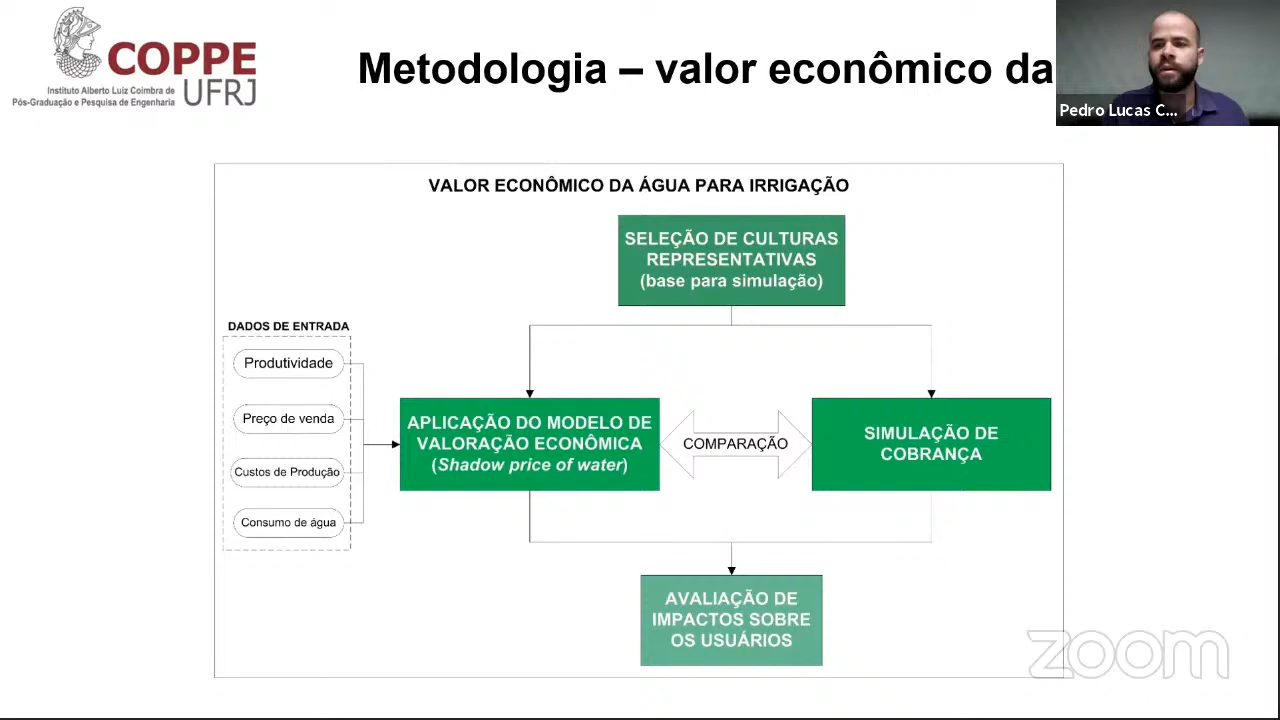 COPPE
UFRJ
Instituto Alberto Luiz Coimbra de
Pós-Graduação e Pesquisa de Engenharia
Metodologia – valor econômico da
Pedro Lucas C...
VALOR ECONÔMICO DA ÁGUA PARA IRRIGAÇÃO
SELEÇÃO DE CULTURAS
REPRESENTATIVAS
(base para simulação)
DADOS DE ENTRADA
Produtividade
Preço de venda
Custos de Produção
Consumo de água
APLICAÇÃO DO MODELO DE
VALORAÇÃO ECONÔMICA
(Shadow price of water)
COMPARAÇÃO
SIMULAÇÃO DE
COBRANÇA
AVALIAÇÃO DE
IMPACTOS SOBRE
OS USUÁRIOS
zoom